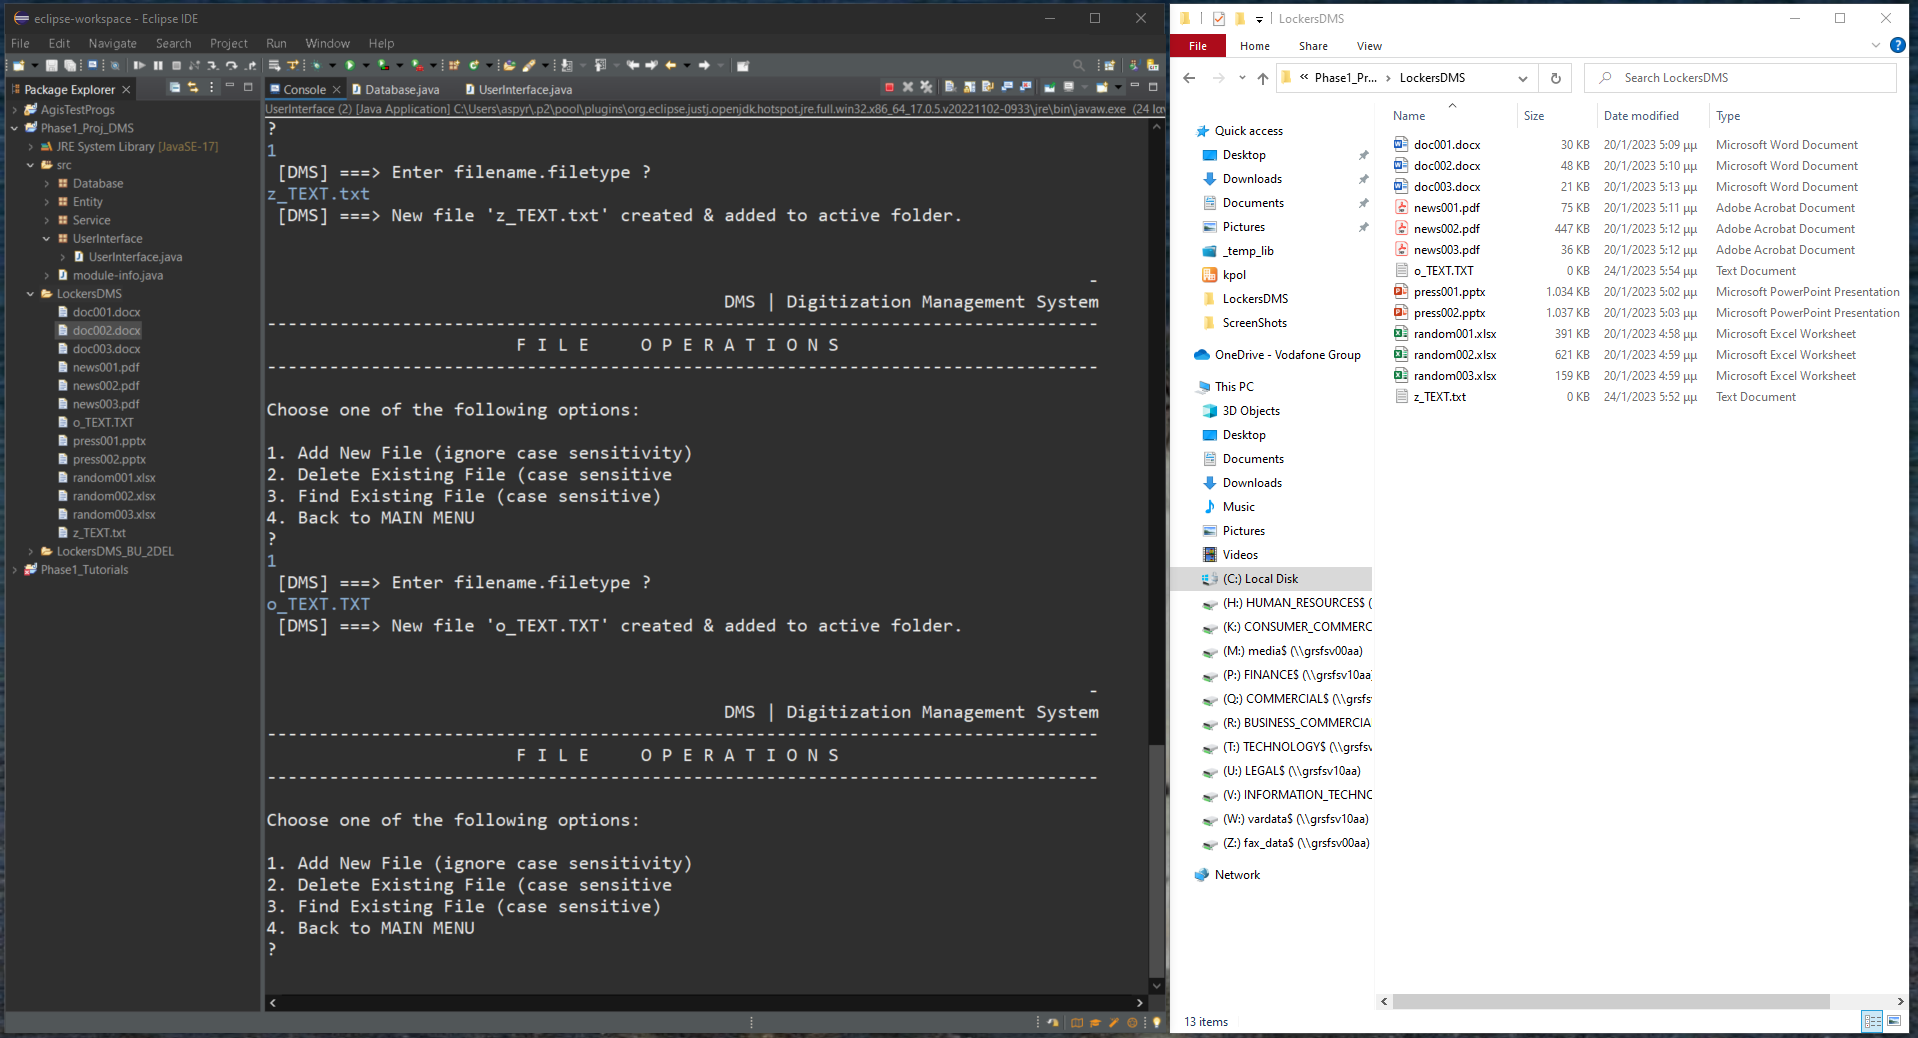 eclipse-workspace - Eclipse IDE
File Edit Navigate Search Project Run Window Help
Package Explorer
AgisTestProgs
Phase1_Proj_DMS
JRE System Library [JavaSE-17]
src
Database
Entity
Service
UserInterface
UserInterface.java
module-info.java
LockersDMS
doc001.docx
doc002.docx
doc003.docx
news001.pdf
news002.pdf
news003.pdf
o_TEXT.TXT
press001.pptx
press002.pptx
random001.xlsx
random002.xlsx
random003.xlsx
z_TEXT.txt
LockersDMS_BU_2DEL
Phase1_Tutorials
Console Database.java UserInterface.java
UserInterface (2) [Java Application] C:\Users\aspyr\.p2\pool\plugins\org.eclipse.justj.openjdk.hotspot.jre.full.win32.x86_64_17.0.5.v20221102-0933\jre\bin\javaw.exe (24 Ιαν
?
1
[DMS] ===> Enter filename.filetype ?
z_TEXT.txt
[DMS] ===> New file 'z_TEXT.txt' created & added to active folder.
-
DMS | Digitization Management System
--------------------------------------------------------------------------------
F I L E     O P E R A T I O N S
--------------------------------------------------------------------------------
Choose one of the following options:
1. Add New File (ignore case sensitivity)
2. Delete Existing File (case sensitive
3. Find Existing File (case sensitive)
4. Back to MAIN MENU
?
1
[DMS] ===> Enter filename.filetype ?
o_TEXT.TXT
[DMS] ===> New file 'o_TEXT.TXT' created & added to active folder.
-
DMS | Digitization Management System
--------------------------------------------------------------------------------
F I L E     O P E R A T I O N S
--------------------------------------------------------------------------------
Choose one of the following options:
1. Add New File (ignore case sensitivity)
2. Delete Existing File (case sensitive
3. Find Existing File (case sensitive)
4. Back to MAIN MENU
?
LockersDMS
File Home Share View
« Phase1_Pr... › LockersDMS
Search LockersDMS
Quick access
Desktop
Downloads
Documents
Pictures
_temp_lib
kpol
LockersDMS
ScreenShots
OneDrive - Vodafone Group
This PC
3D Objects
Desktop
Documents
Downloads
Music
Pictures
Videos
(C:) Local Disk
(H:) HUMAN_RESOURCES$ (
(K:) CONSUMER_COMMERC
(M:) media$ (\\grsfsv00aa)
(P:) FINANCE$ (\\grsfsv10aa)
(Q:) COMMERCIAL$ (\\grsfs
(R:) BUSINESS_COMMERCIA
(T:) TECHNOLOGY$ (\\grsfsv
(U:) LEGAL$ (\\grsfsv10aa)
(V:) INFORMATION_TECHNO
(W:) vardata$ (\\grsfsv10aa)
(Z:) fax_data$ (\\grsfsv00aa)
Network
Name Size Date modified Type
doc001.docx 30 KB 20/1/2023 5:09 μμ Microsoft Word Document
doc002.docx 48 KB 20/1/2023 5:10 μμ Microsoft Word Document
doc003.docx 21 KB 20/1/2023 5:13 μμ Microsoft Word Document
news001.pdf 75 KB 20/1/2023 5:11 μμ Adobe Acrobat Document
news002.pdf 447 KB 20/1/2023 5:12 μμ Adobe Acrobat Document
news003.pdf 36 KB 20/1/2023 5:12 μμ Adobe Acrobat Document
o_TEXT.TXT 0 KB 24/1/2023 5:54 μμ Text Document
press001.pptx 1.034 KB 20/1/2023 5:02 μμ Microsoft PowerPoint Presentation
press002.pptx 1.037 KB 20/1/2023 5:03 μμ Microsoft PowerPoint Presentation
random001.xlsx 391 KB 20/1/2023 4:58 μμ Microsoft Excel Worksheet
random002.xlsx 621 KB 20/1/2023 4:59 μμ Microsoft Excel Worksheet
random003.xlsx 159 KB 20/1/2023 4:59 μμ Microsoft Excel Worksheet
z_TEXT.txt 0 KB 24/1/2023 5:52 μμ Text Document
13 items